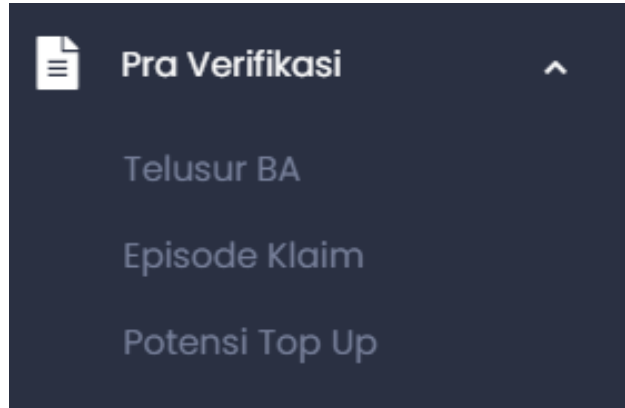 Pra Verifikasi
Telusur BA
Episode Klaim
Potensi Top Up